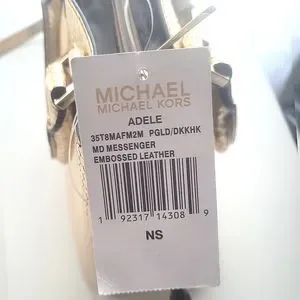 MICHAEL
MICHAEL KORS
ADELE
35T8MAFM2M PGLD/DKKHK
MD MESSENGER
EMBOSSED LEATHER
1 92317 14308 9
NS